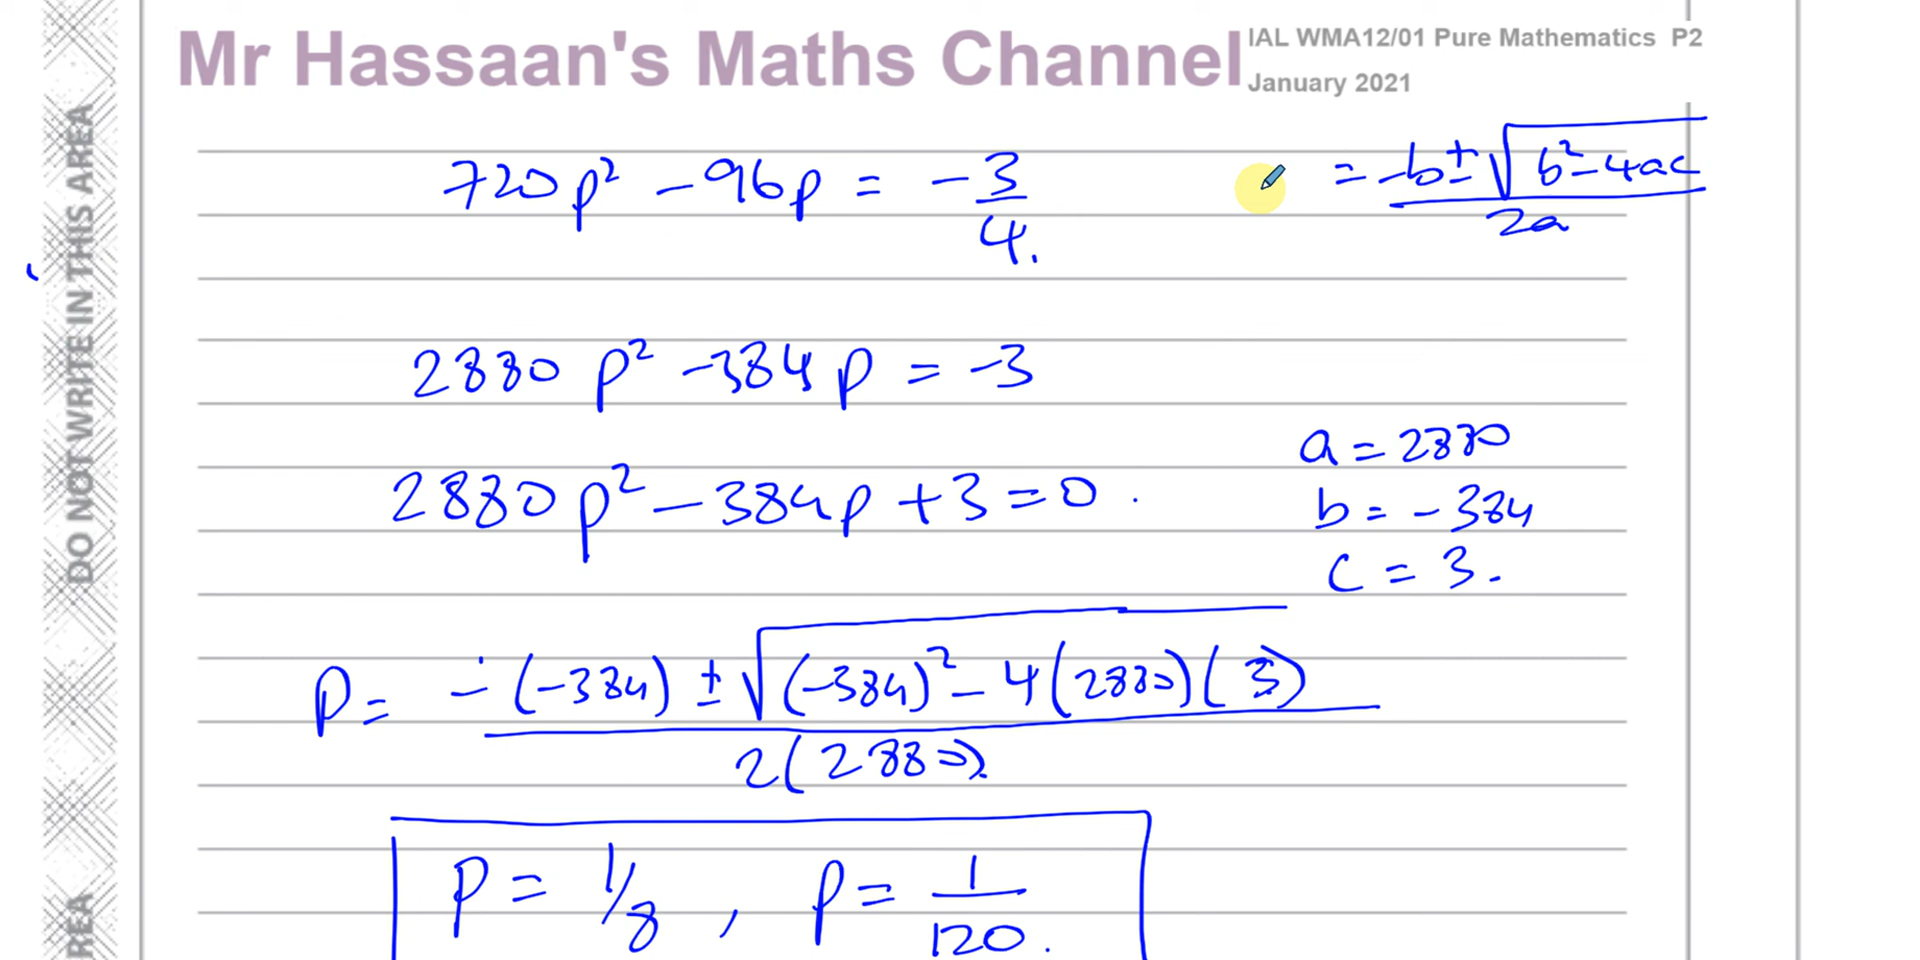 Mr Hassaan's Maths Channel
IAL WMA12/01 Pure Mathematics P2
January 2021
DO NOT WRITE IN THIS AREA
720p² - 96p = -3/4.
= -b ± √(b² - 4ac) / 2a
2880p² - 384p = -3
2880p² - 384p + 3 = 0.
a = 2880
b = -384
c = 3.
P = -(-384) ± √((-384)² - 4(2880)(3)) / 2(2880)
P = 1/8, P = 1/120.
REA